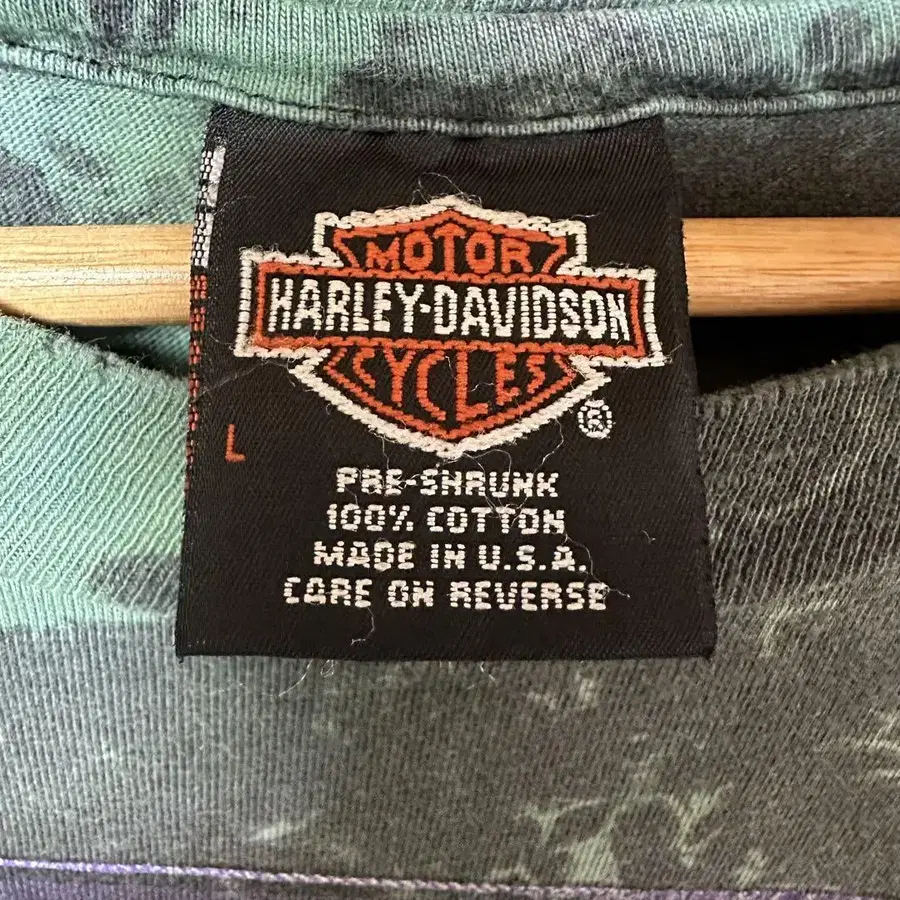 MOTOR
HARLEY-DAVIDSON
CYCLES
®
L
PRE-SHRUNK
100% COTTON
MADE IN U.S.A.
CARE ON REVERSE